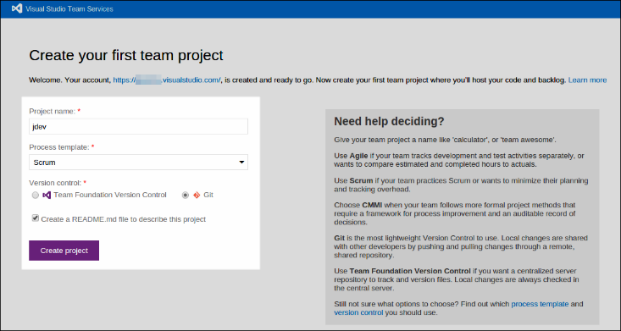 Visual Studio Team Services
Create your first team project
Welcome. Your account, https://.visualstudio.com/, is created and ready to go. Now create your first team project where you'll host your code and backlog. Learn more
Project name: *
jdev
Process template: *
Scrum
Version control: *
Team Foundation Version Control
Git
Create a README.md file to describe this project
Create project
Need help deciding?
Give your team project a name like 'calculator', or 'team awesome'.
Use Agile if your team tracks development and test activities separately, or
wants to compare estimated and completed hours to actuals.
Use Scrum if your team practices Scrum or wants to minimize their planning
and tracking overhead.
Choose CMMI when your team follows more formal project methods that
require a framework for process improvement and an auditable record of
decisions.
Git is the most lightweight Version Control to use. Local changes are shared
with other developers by pushing and pulling changes through a remote,
shared repository.
Use Team Foundation Version Control if you want a centralized server
repository to track and version files. Local changes are always checked in
the central server.
Still not sure what options to choose? Find out which process template and
version control you should use.